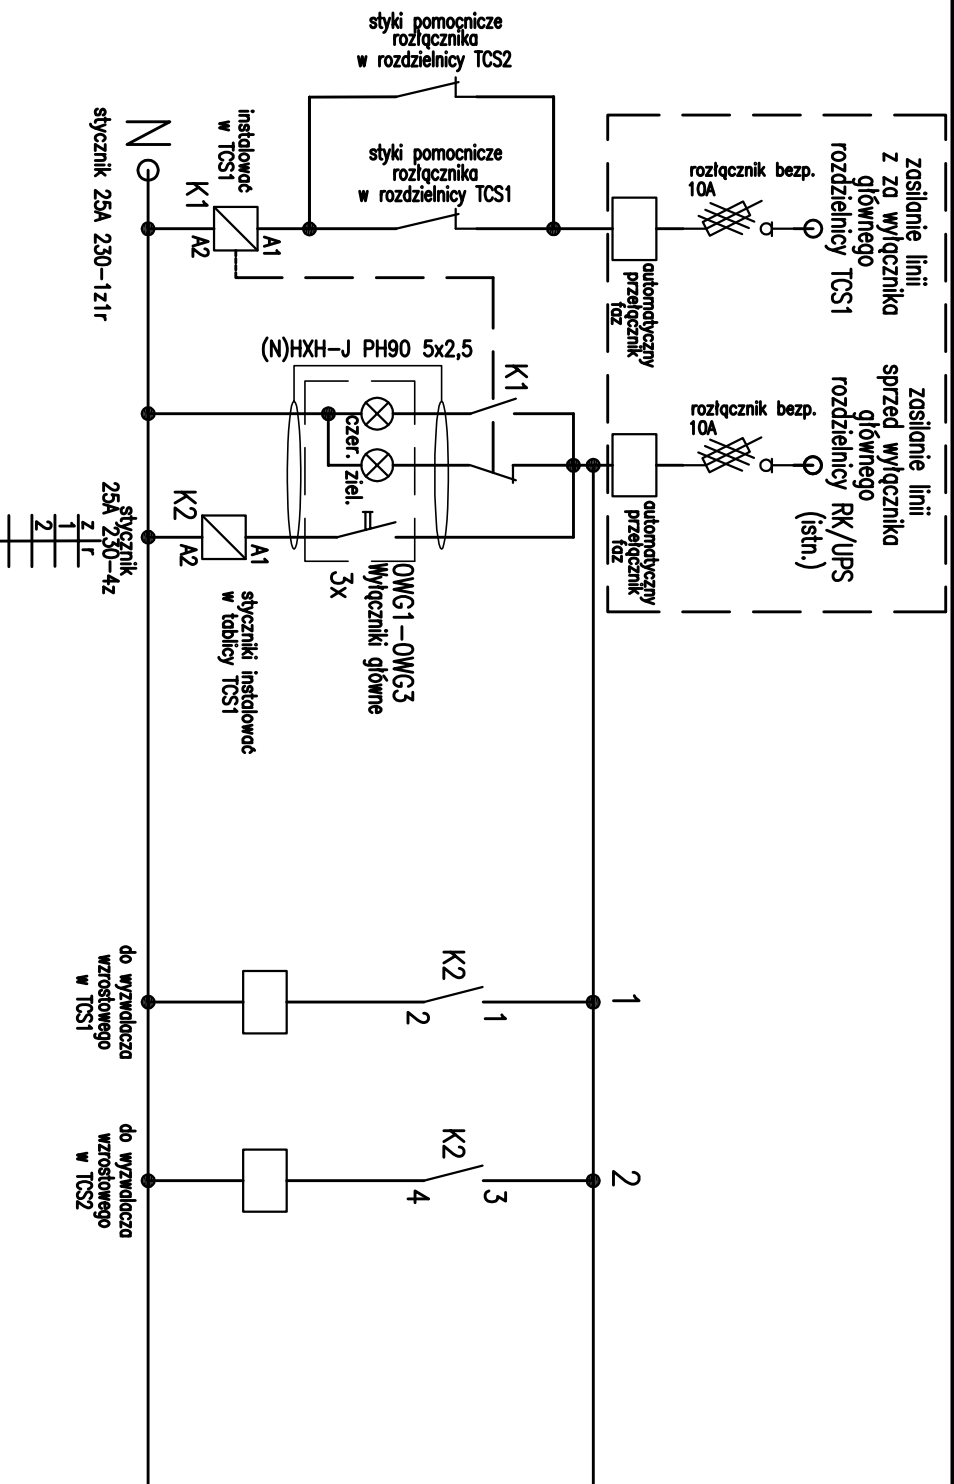 styki pomocnicze
rozłącznika
w rozdzielnicy TCS2
styki pomocnicze
rozłącznika
w rozdzielnicy TCS1
zasilanie linii
z za wyłącznika
głównego
rozdzielnicy TCS1
rozłącznik bezp.
10A
automatyczny
przełącznik
faz
zasilanie linii
sprzed wyłącznika
głównego
rozdzielnicy RK/UPS
(istn.)
rozłącznik bezp.
10A
automatyczny
przełącznik
faz
N
instalować
w TCS1
K1
A1
A2
stycznik 25A 230-1z1r
(N)HXH-J PH90 5x2,5
K1
czer.
ziel.
OWG1-OWG3
Wyłączniki główne
3x
K2
A1
A2
stycznik
25A 230-4z
z r
1
2
styczniki instalować
w tablicy TCS1
1
K2
1
2
do wyzwalacza
wzrostowego
w TCS1
2
K2
3
4
do wyzwalacza
wzrostowego
w TCS2